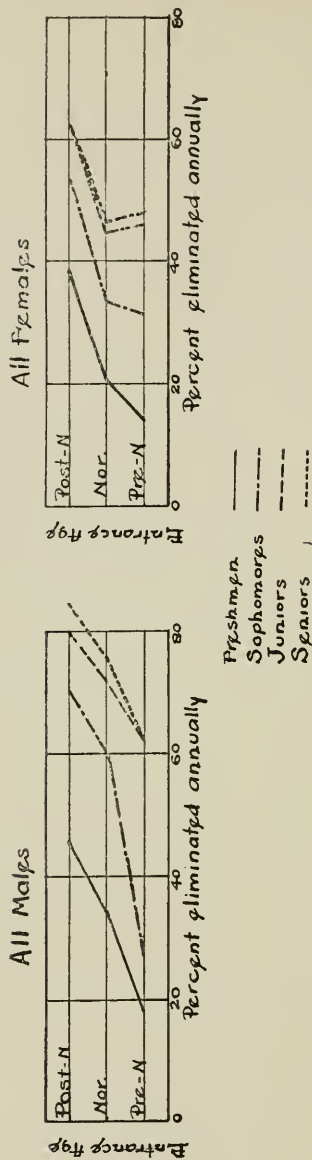 All Males
Entrance Age
Post-N
Nor.
Pre-N
0
20
40
60
80
Percent eliminated annually
All Females
Entrance Age
Post-N
Nor.
Pre-N
0
20
40
60
80
Percent eliminated annually
Freshmen
Sophomores
Juniors
Seniors